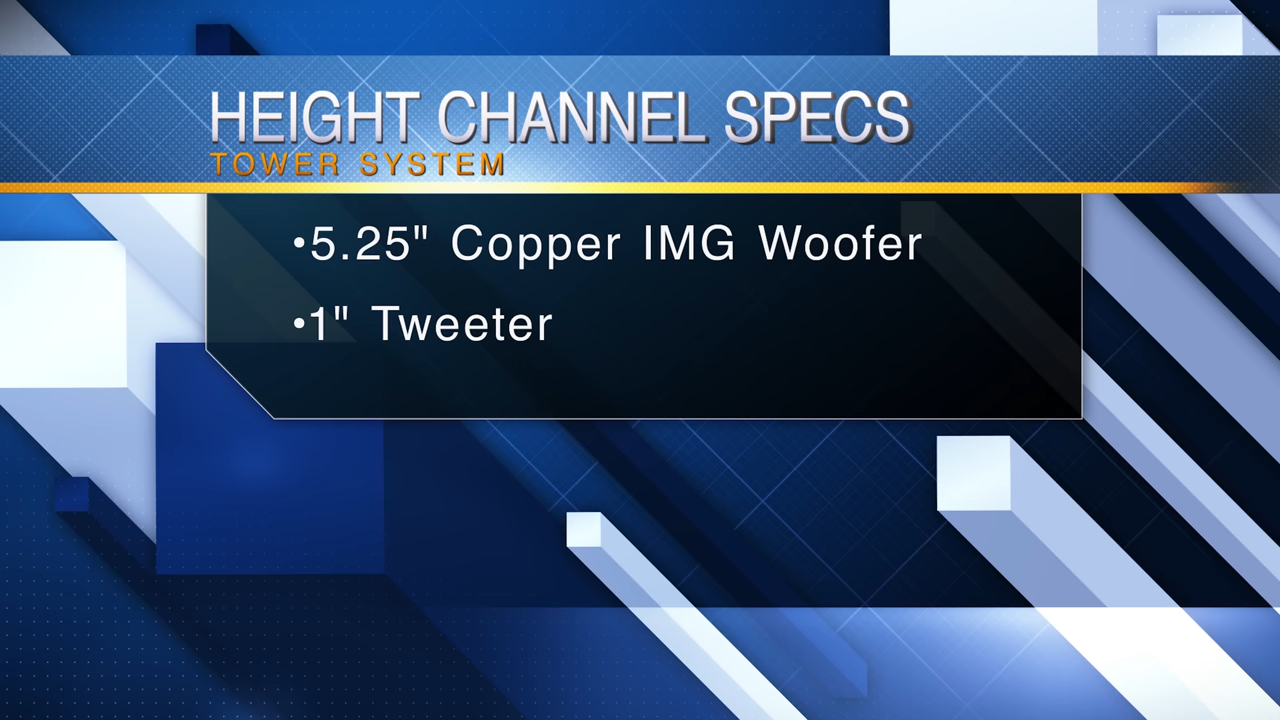 HEIGHT CHANNEL SPECS
TOWER SYSTEM
•5.25" Copper IMG Woofer
•1" Tweeter